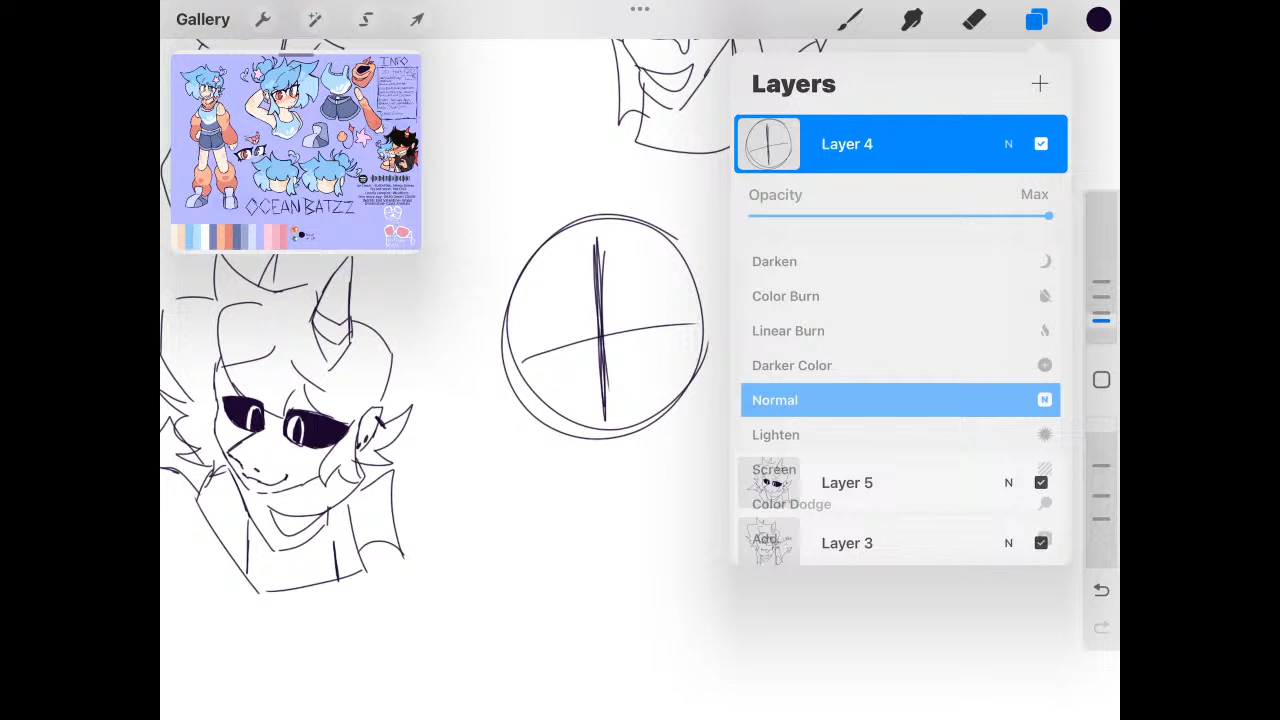 Gallery
INFO
OCEAN BATZZ
Layers
Layer 4 N
Opacity Max
Darken
Color Burn
Linear Burn
Darker Color
Normal N
Lighten
Screen
Layer 5 N
Color Dodge
Add
Layer 3 N